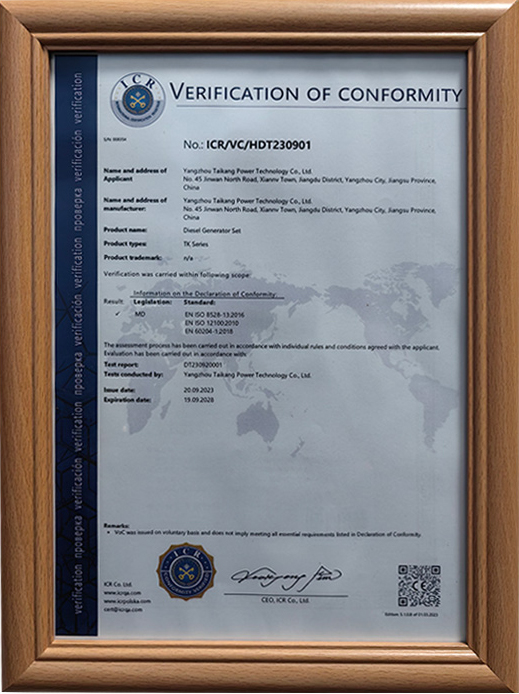 ICR
VERIFICATION OF CONFORMITY
No.: ICR/VC/HDT230901
Name and address of Applicant
Yangzhou Taikang Power Technology Co., Ltd.
No. 45 Jinwan North Road, Xiannv Town, Jiangdu District, Yangzhou City, Jiangsu Province,
China
Name and address of manufacturer:
Yangzhou Taikang Power Technology Co., Ltd.
No. 45 Jinwan North Road, Xiannv Town, Jiangdu District, Yangzhou City, Jiangsu Province,
China
Product name: Diesel Generator Set
Product types: TK Series
Product trademark: n/a
Verification was carried within following scope:
Information on the Declaration of Conformity:
Result Legislation: Standard:
✓ MD EN ISO 8528-13:2016
EN ISO 12100:2010
EN 60204-1:2018
The assessment process has been carried out in accordance with individual rules and conditions agreed with the applicant.
Evaluation has been carried out in accordance with:
Test report: DT230820001
Tests conducted by: Yangzhou Taikang Power Technology Co., Ltd.
Issue date: 20.09.2023
Expiration date: 19.09.2028
Remarks:
• VoC was issued on voluntary basis and does not imply meeting all essential requirements listed in Declaration of Conformity.
ICR
CEO, ICR Co., Ltd.
ICR Co, Ltd.
www.icrqa.com
www.icrpolska.com
cert@icrqa.com
CE
verification проверка verificación verification проверка verificación verification проверка verificación verification